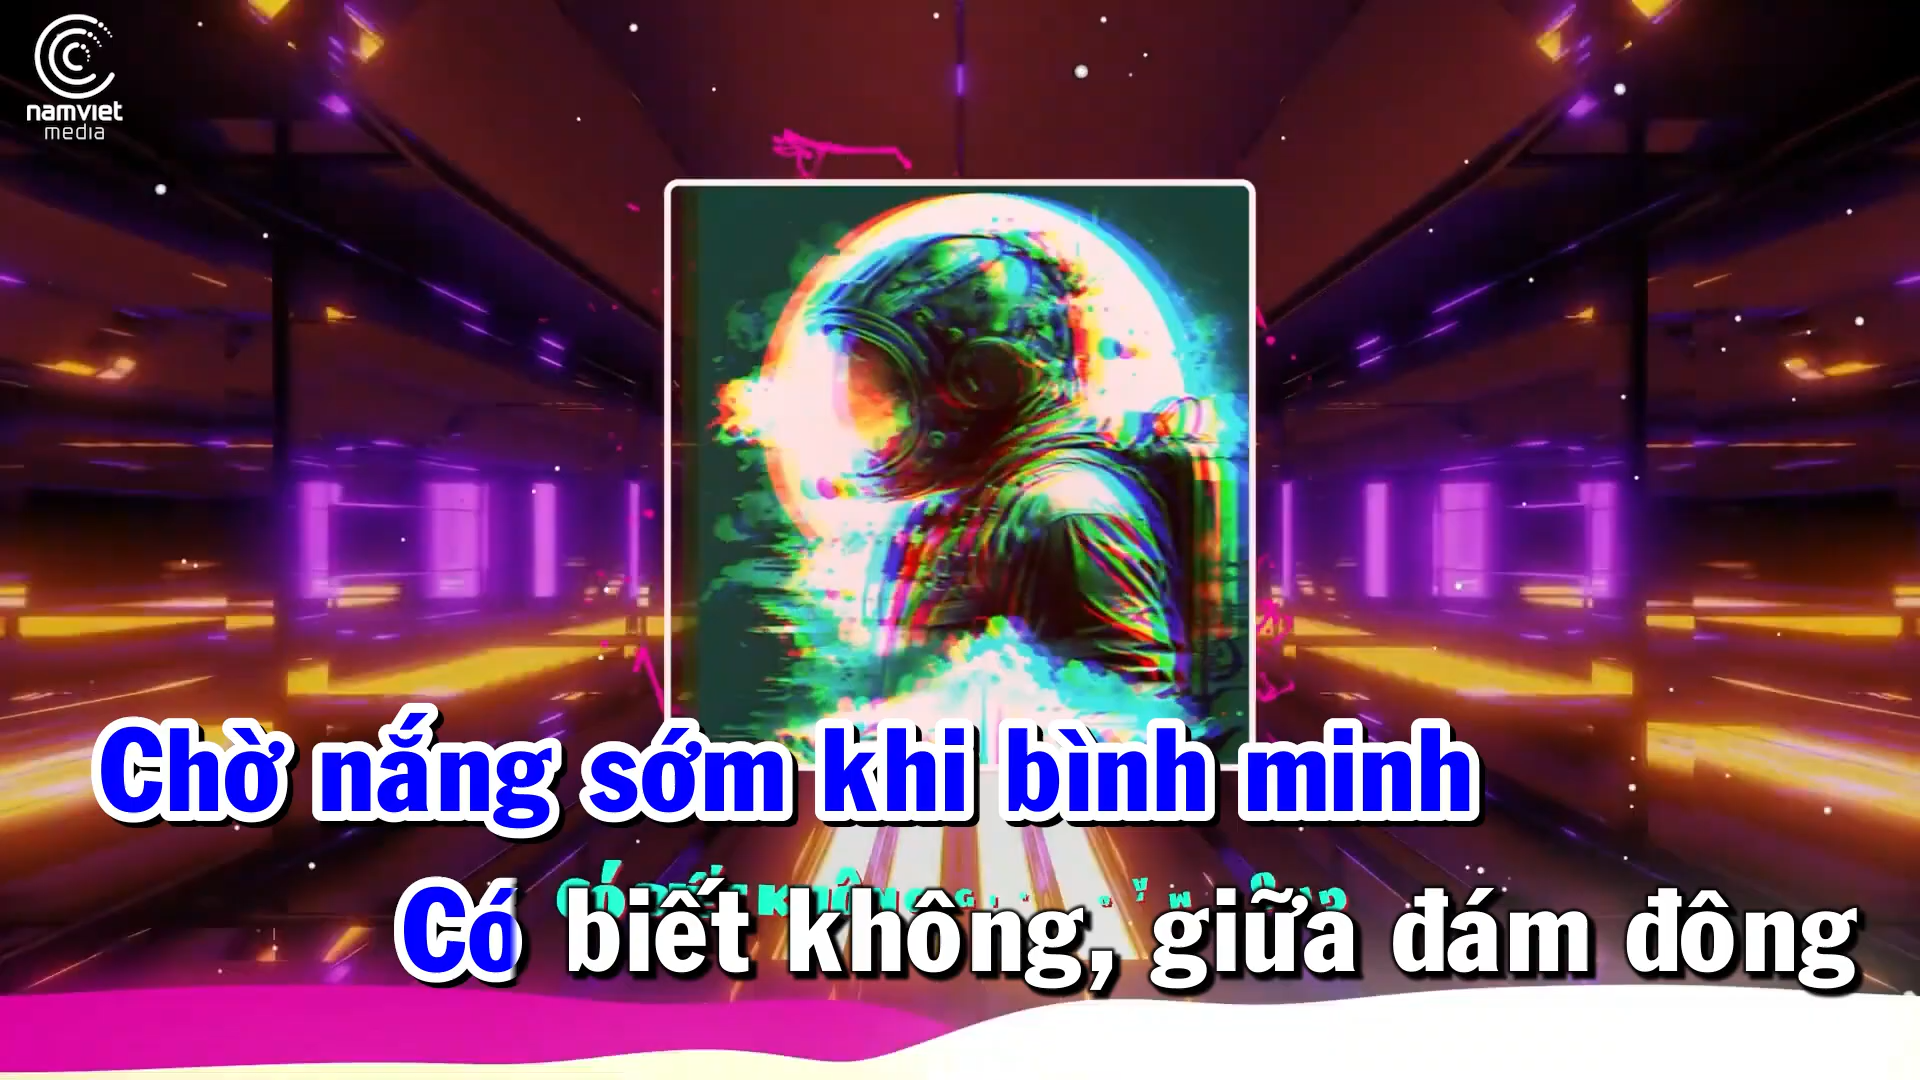 namviet
media
Chờ nắng sớm khi bình minh
Có biết không, giữa đám đông